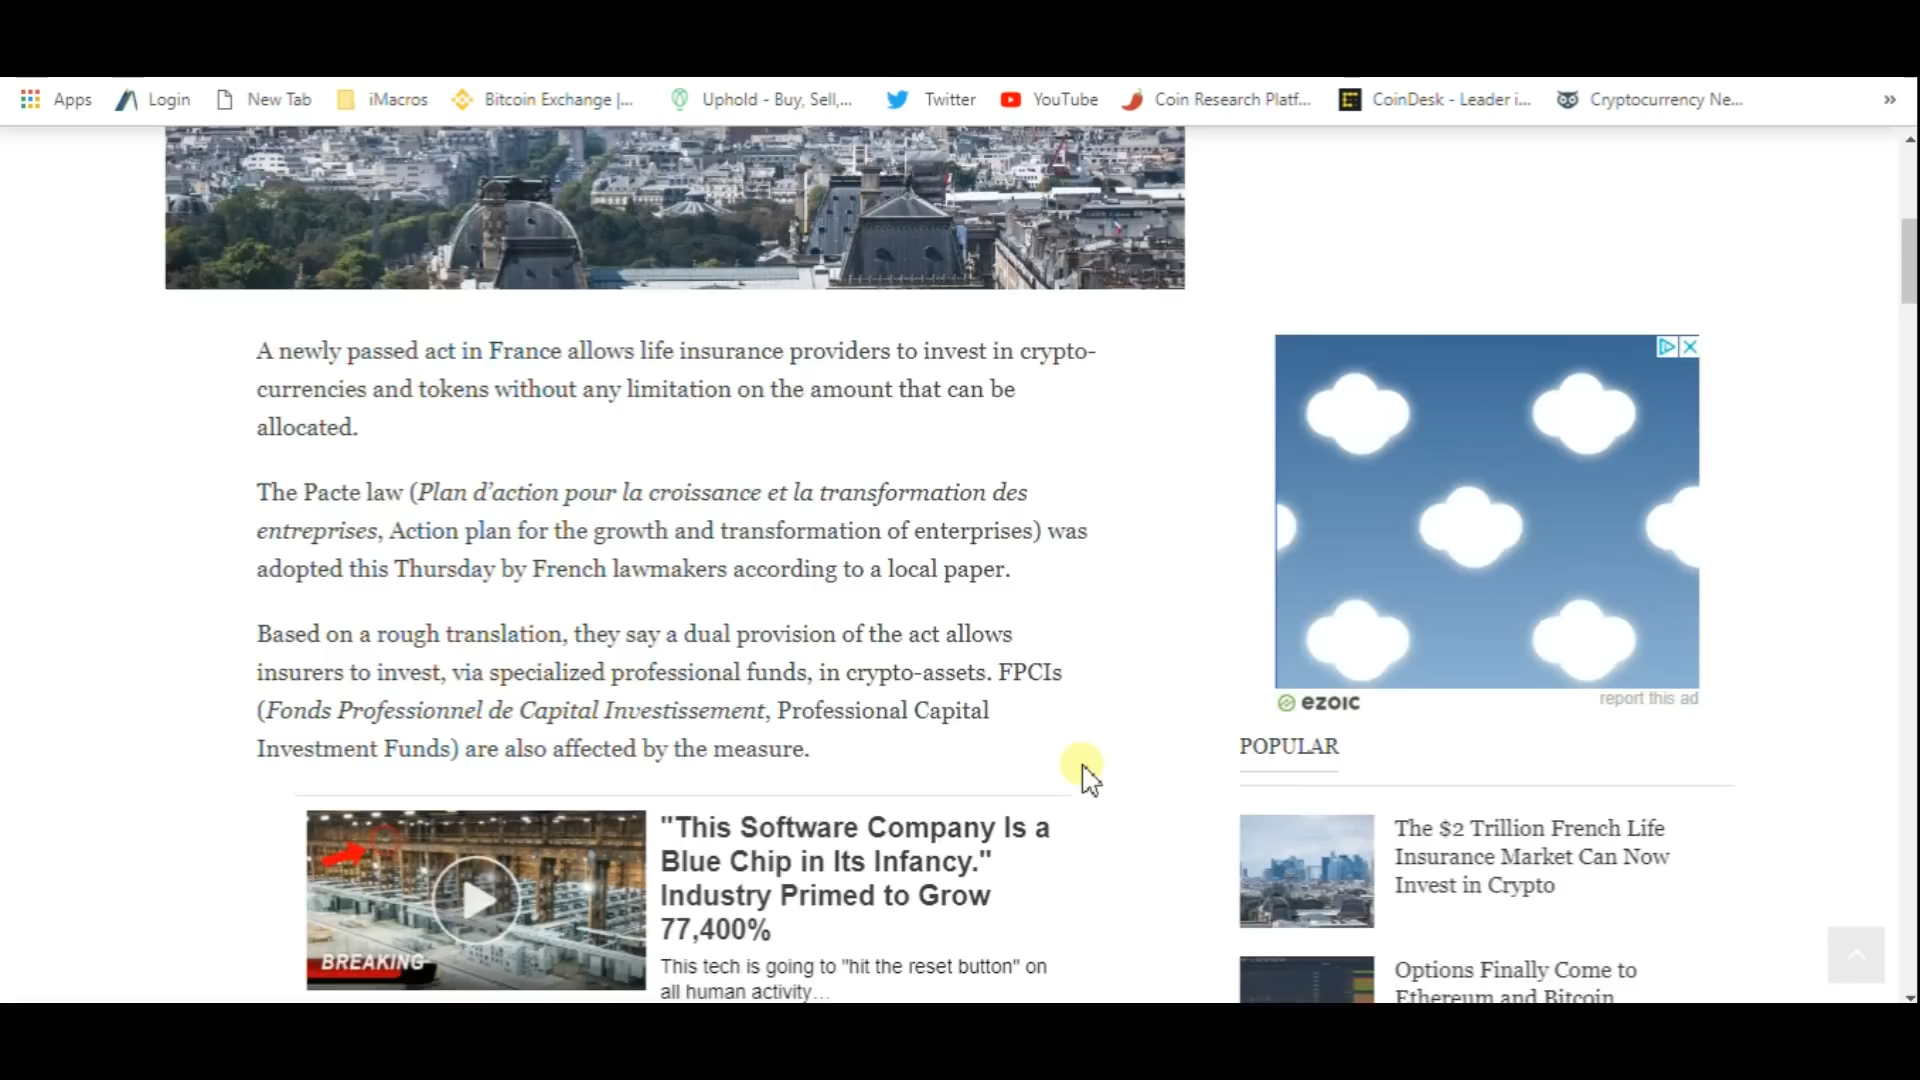 Apps Login New Tab iMacros Bitcoin Exchange |... Uphold - Buy, Sell,... Twitter YouTube Coin Research Platf... CoinDesk - Leader i... Cryptocurrency Ne... »
A newly passed act in France allows life insurance providers to invest in crypto-
currencies and tokens without any limitation on the amount that can be
allocated.
The Pacte law (Plan d’action pour la croissance et la transformation des
entreprises, Action plan for the growth and transformation of enterprises) was
adopted this Thursday by French lawmakers according to a local paper.
Based on a rough translation, they say a dual provision of the act allows
insurers to invest, via specialized professional funds, in crypto-assets. FPCIs
(Fonds Professionnel de Capital Investissement, Professional Capital
Investment Funds) are also affected by the measure.
BREAKING
"This Software Company Is a
Blue Chip in Its Infancy."
Industry Primed to Grow
77,400%
This tech is going to "hit the reset button" on
all human activity...
ezoic
report this ad
POPULAR
The $2 Trillion French Life
Insurance Market Can Now
Invest in Crypto
Options Finally Come to
Ethereum and Bitcoin